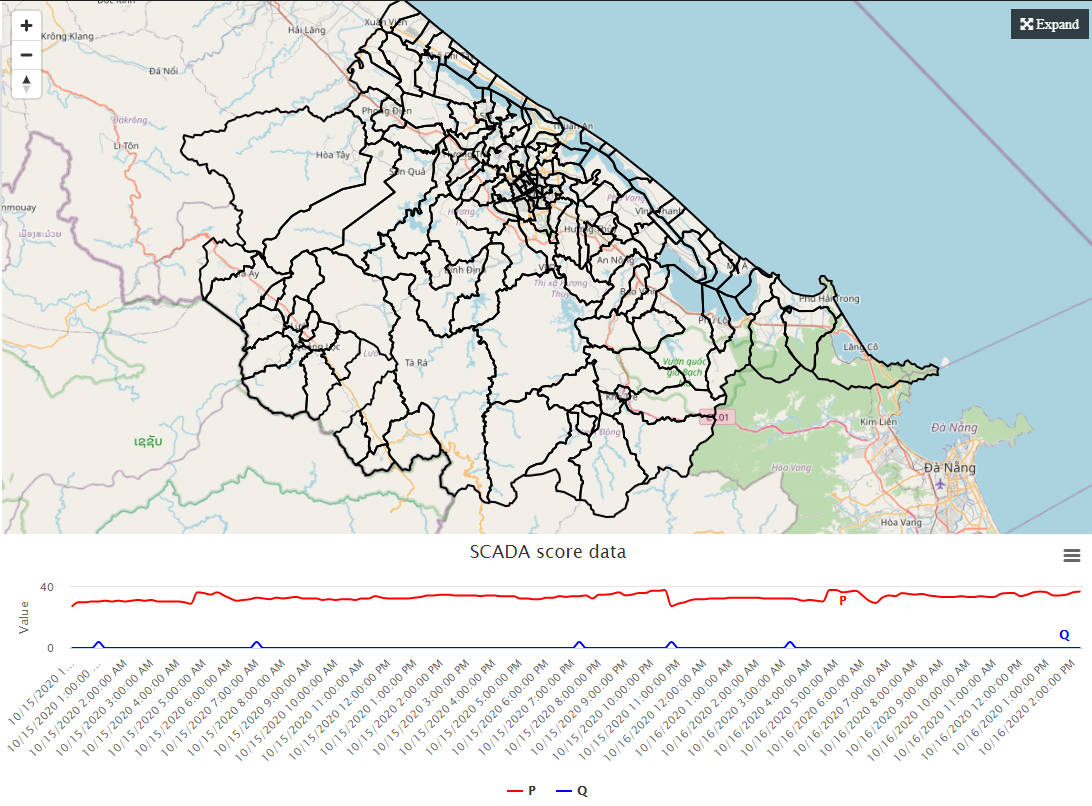 Xuân Viên
Hải Lăng
Krông Klang
Expand
Đá Nổi
Phong Điền
Đăkrông
Thuận An
Li Tôn
Hòa Tây
Sơn Quả
Hương
Phú Vang
Vinh Thanh
nmouay
ເມືອງສະມ້ວຍ
An Nông
Bình Định
Thị xã Hương
Thủy
Phú Hải Trong
Phú Lộc
Lăng Cô
Quảng Lộc
Tà Rá
Vườn quốc
gia Bạch
Kim Liên
Đà Nẵng
ເຊຊັບ
Đông
Hòa Vang
Đà Nẵng
Hòa Vang
SCADA score data
40
Value
0
P
Q
10/15/2020 1…
10/15/2020 1:00:00 …
10/15/2020 2:00:00 AM
10/15/2020 3:00:00 AM
10/15/2020 4:00:00 AM
10/15/2020 5:00:00 AM
10/15/2020 6:00:00 AM
10/15/2020 7:00:00 AM
10/15/2020 8:00:00 AM
10/15/2020 9:00:00 AM
10/15/2020 10:00:00 AM
10/15/2020 11:00:00 AM
10/15/2020 12:00:00 PM
10/15/2020 1:00:00 PM
10/15/2020 2:00:00 PM
10/15/2020 3:00:00 PM
10/15/2020 4:00:00 PM
10/15/2020 5:00:00 PM
10/15/2020 6:00:00 PM
10/15/2020 7:00:00 PM
10/15/2020 8:00:00 PM
10/15/2020 9:00:00 PM
10/15/2020 10:00:00 PM
10/15/2020 11:00:00 PM
10/16/2020 12:00:00 AM
10/16/2020 1:00:00 AM
10/16/2020 2:00:00 AM
10/16/2020 3:00:00 AM
10/16/2020 4:00:00 AM
10/16/2020 5:00:00 AM
10/16/2020 6:00:00 AM
10/16/2020 7:00:00 AM
10/16/2020 8:00:00 AM
10/16/2020 9:00:00 AM
10/16/2020 10:00:00 AM
10/16/2020 11:00:00 AM
10/16/2020 12:00:00 PM
10/16/2020 1:00:00 PM
10/16/2020 2:00:00 PM
P Q